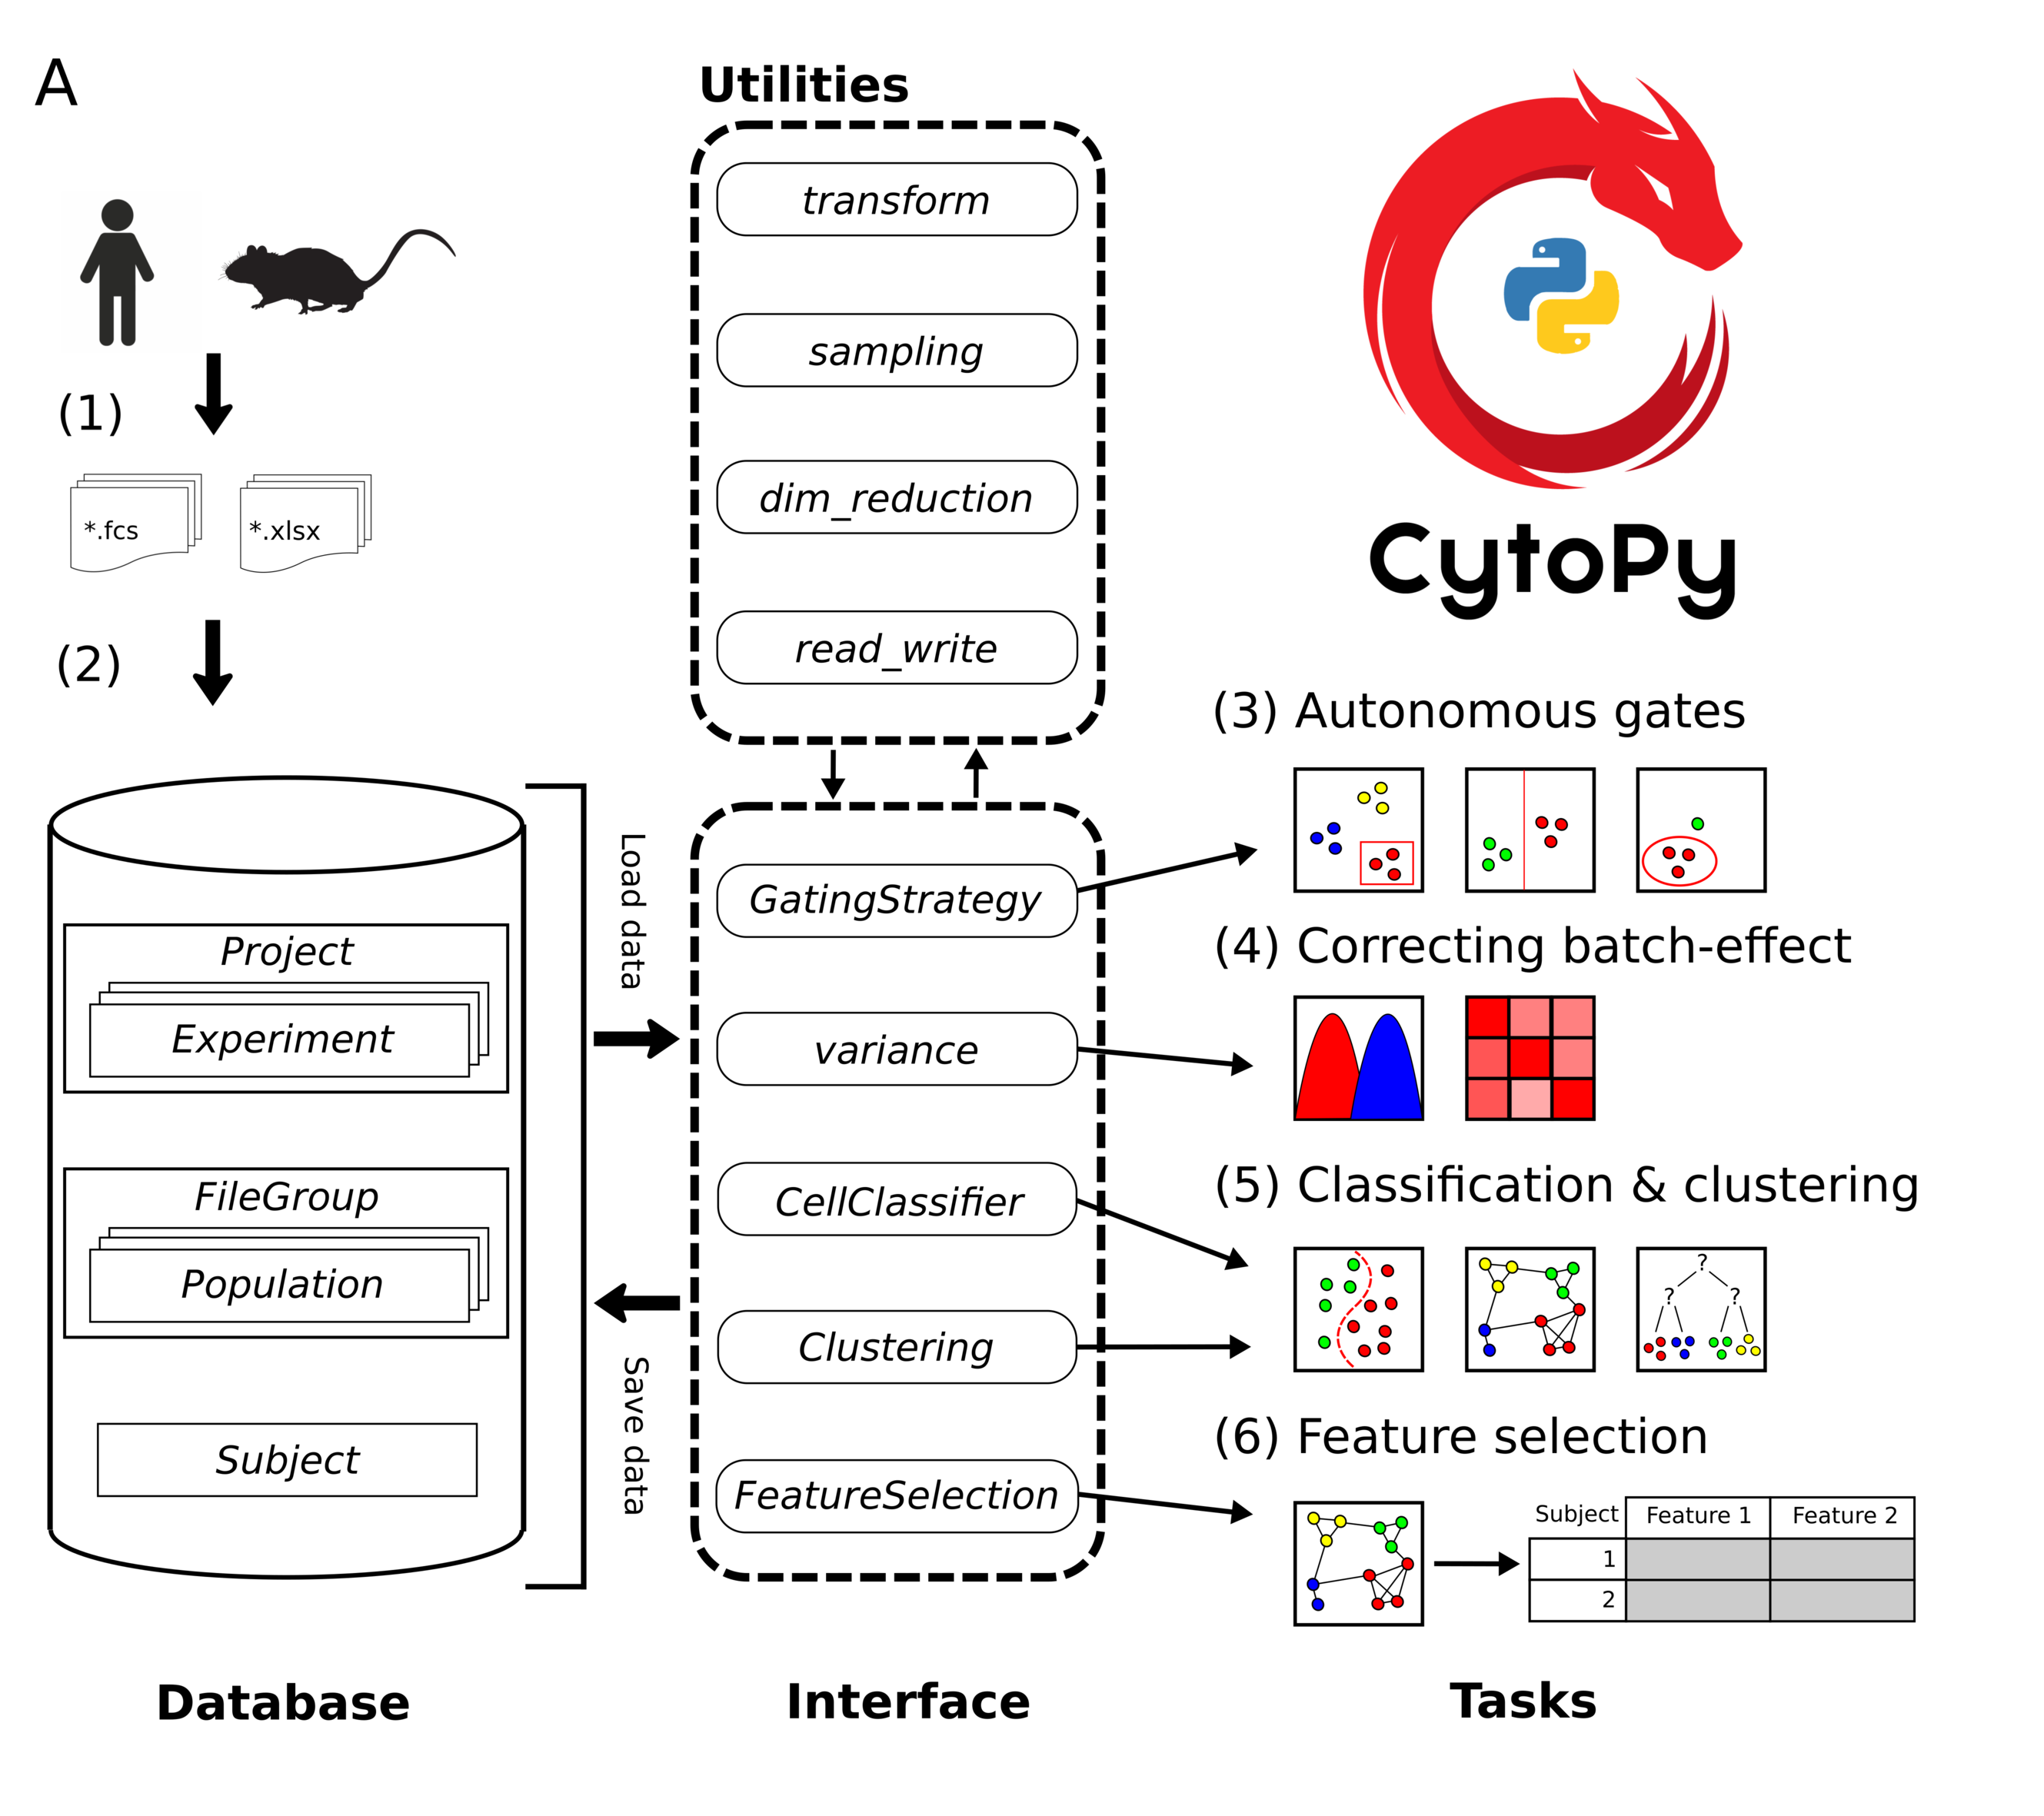 A
(1)
*.fcs
*.xlsx
(2)
Project
Experiment
FileGroup
Population
Subject
Database
Load data
Save data
Utilities
transform
sampling
dim_reduction
read_write
GatingStrategy
variance
CellClassifier
Clustering
FeatureSelection
Interface
CytoPy
(3) Autonomous gates
(4) Correcting batch-effect
(5) Classification & clustering
? 
? ?
(6) Feature selection
Subject Feature 1 Feature 2
1
2
Tasks